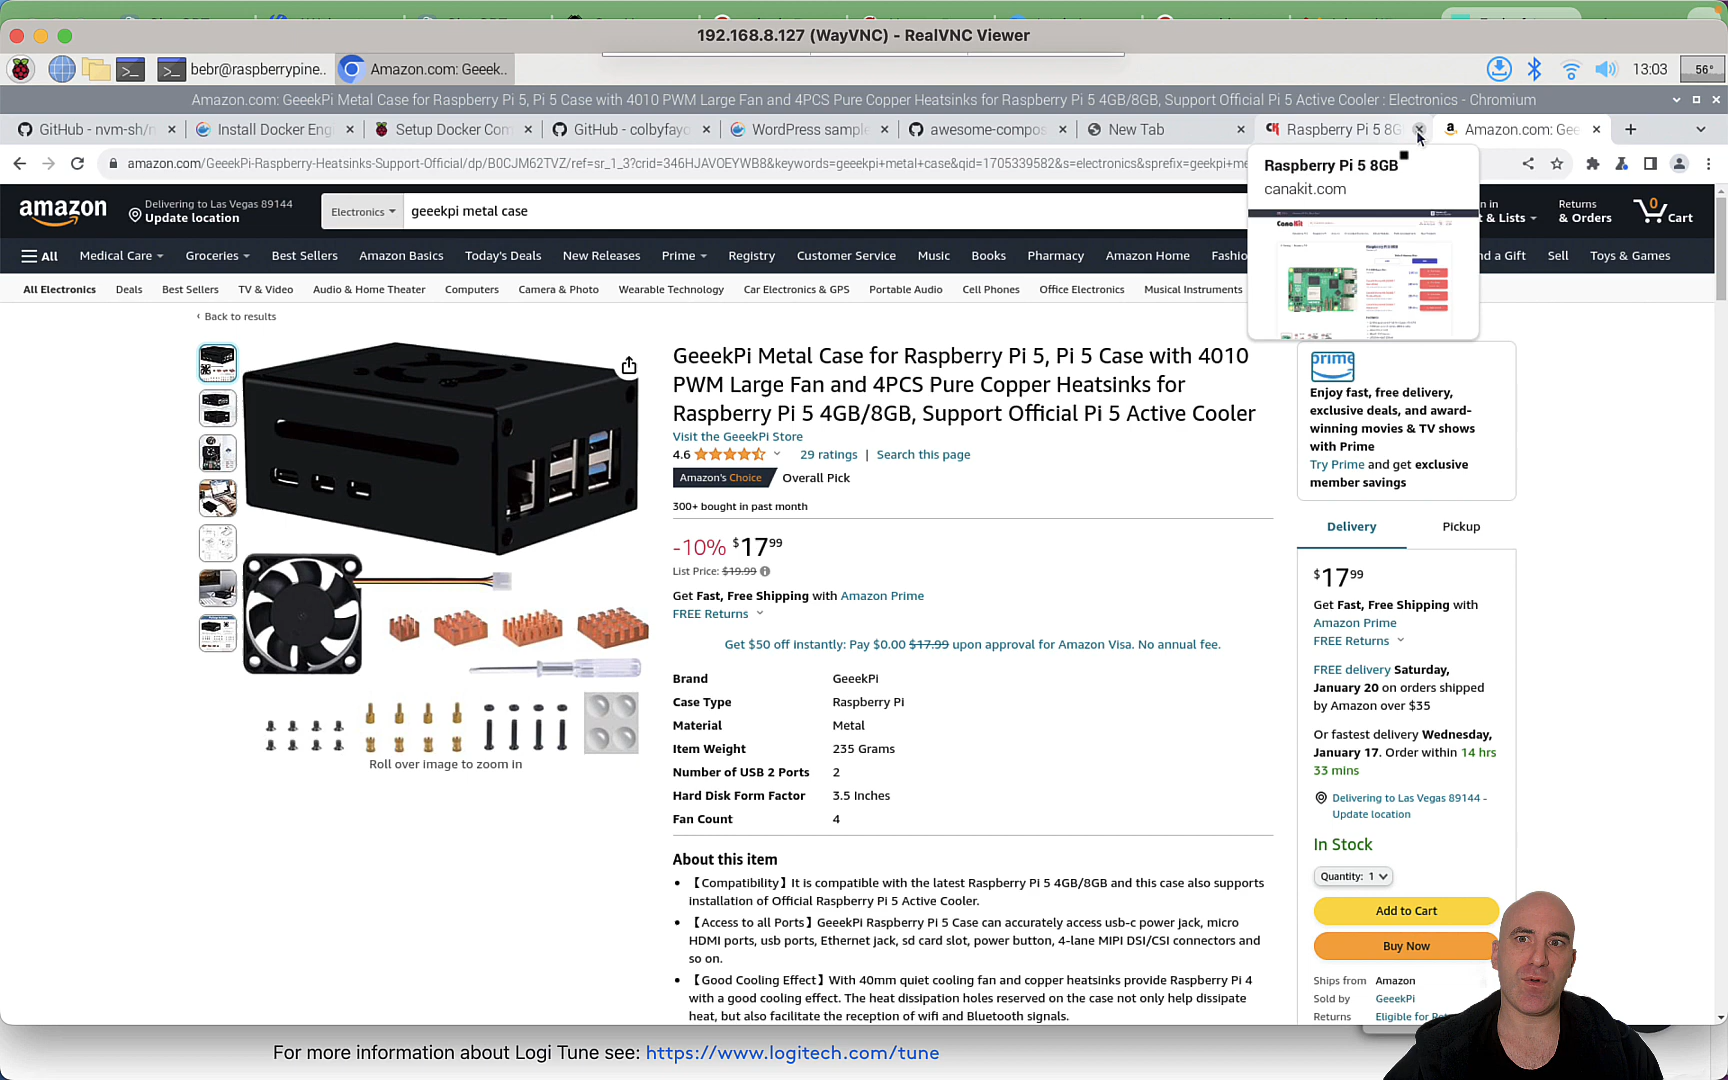 192.168.8.127 (WayVNC) - RealVNC Viewer
bebr@raspberrypine..
Amazon.com: Geeek..
13:03
56°
Amazon.com: GeeekPi Metal Case for Raspberry Pi 5, Pi 5 Case with 4010 PWM Large Fan and 4PCS Pure Copper Heatsinks for Raspberry Pi 5 4GB/8GB, Support Official Pi 5 Active Cooler : Electronics - Chromium
GitHub - nvm-sh/n
Install Docker Eng
Setup Docker Com
GitHub - colbyfayo
WordPress sample
awesome-compos
New Tab
Raspberry Pi 5 8G
Amazon.com: Gee
amazon.com/GeeekPi-Raspberry-Heatsinks-Support-Official/dp/B0CJM62TVZ/ref=sr_1_3?crid=346HJAVOEYWB8&keywords=geeekpi+metal+case&qid=1705339582&s=electronics&sprefix=geekpi+me
Raspberry Pi 5 8GB
canakit.com
CanaKit
amazon
Delivering to Las Vegas 89144
Update location
Electronics
geeekpi metal case
n in
t & Lists
Returns
& Orders
0
Cart
All
Medical Care
Groceries
Best Sellers
Amazon Basics
Today's Deals
New Releases
Prime
Registry
Customer Service
Music
Books
Pharmacy
Amazon Home
Fashio
nd a Gift
Sell
Toys & Games
All Electronics
Deals
Best Sellers
TV & Video
Audio & Home Theater
Computers
Camera & Photo
Wearable Technology
Car Electronics & GPS
Portable Audio
Cell Phones
Office Electronics
Musical Instruments
‹ Back to results
GeeekPi Metal Case for Raspberry Pi 5, Pi 5 Case with 4010
PWM Large Fan and 4PCS Pure Copper Heatsinks for
Raspberry Pi 5 4GB/8GB, Support Official Pi 5 Active Cooler
Visit the GeeekPi Store
4.6
29 ratings | Search this page
Amazon's Choice
Overall Pick
300+ bought in past month
-10% $17 99
List Price: $19.99
Get Fast, Free Shipping with Amazon Prime
FREE Returns
Get $50 off instantly: Pay $0.00 $17.99 upon approval for Amazon Visa. No annual fee.
Brand GeeekPi
Case Type Raspberry Pi
Material Metal
Item Weight 235 Grams
Number of USB 2 Ports 2
Hard Disk Form Factor 3.5 Inches
Fan Count 4
Roll over image to zoom in
About this item
• 【Compatibility】It is compatible with the latest Raspberry Pi 5 4GB/8GB and this case also supports
installation of Official Raspberry Pi 5 Active Cooler.
• 【Access to all Ports】GeeekPi Raspberry Pi 5 Case can accurately access usb-c power jack, micro
HDMI ports, usb ports, Ethernet jack, sd card slot, power button, 4-lane MIPI DSI/CSI connectors and
so on.
• 【Good Cooling Effect】With 40mm quiet cooling fan and copper heatsinks provide Raspberry Pi 4
with a good cooling effect. The heat dissipation holes reserved on the case not only help dissipate
heat, but also facilitate the reception of wifi and Bluetooth signals.
prime
Enjoy fast, free delivery,
exclusive deals, and award-
winning movies & TV shows
with Prime
Try Prime and get exclusive
member savings
Delivery
Pickup
$17 99
Get Fast, Free Shipping with
Amazon Prime
FREE Returns
FREE delivery Saturday,
January 20 on orders shipped
by Amazon over $35
Or fastest delivery Wednesday,
January 17. Order within 14 hrs
33 mins
Delivering to Las Vegas 89144 -
Update location
In Stock
Quantity: 1
Add to Cart
Buy Now
Ships from Amazon
Sold by GeeekPi
Returns Eligible for
For more information about Logi Tune see: https://www.logitech.com/tune